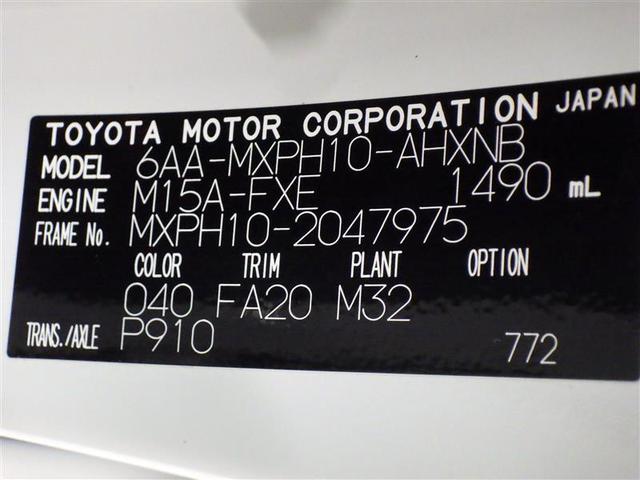 TOYOTA MOTOR CORPORATION JAPAN
MODEL 6AA-MXPH10-AHXNB
ENGINE M15A-FXE 1490 mL
FRAME No. MXPH10-2047975
COLOR TRIM PLANT OPTION
040 FA20 M32
TRANS./AXLE P910 772